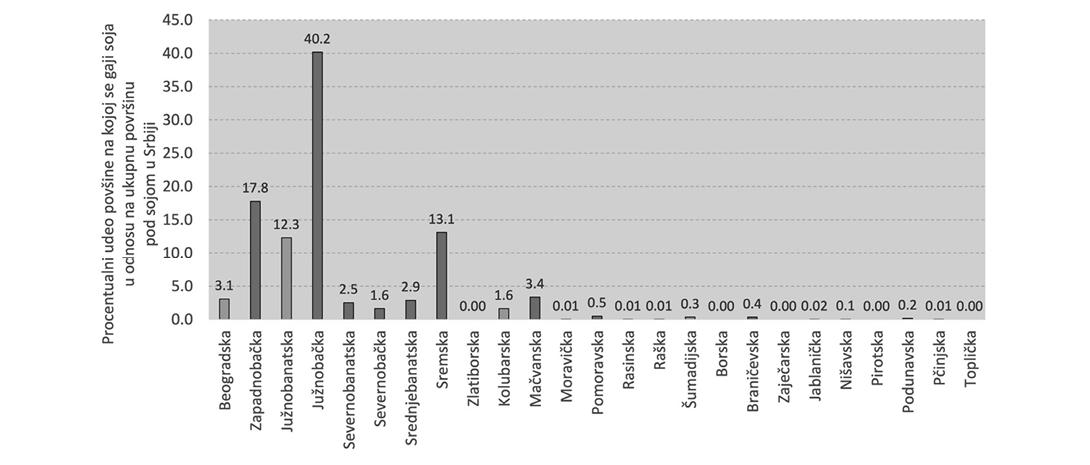 Procentualni udeo povšine na kojoj se gaji soja
u odnosu na ukupnu površinu
pod sojom u Srbiji
45.0
40.0
35.0
30.0
25.0
20.0
15.0
10.0
5.0
0.0
3.1
17.8
12.3
40.2
2.5
1.6
2.9
13.1
0.00
1.6
3.4
0.01
0.5
0.01
0.01
0.3
0.00
0.4
0.00
0.02
0.1
0.00
0.2
0.01
0.00
Beogradska
Zapadnobačka
Južnobanatska
Južnobačka
Severnobanatska
Severnobačka
Srednjebanatska
Sremska
Zlatiborska
Kolubarska
Mačvanska
Moravička
Pomoravska
Rasinska
Raška
Šumadijska
Borska
Braničevska
Zaječarska
Jablanička
Nišavska
Pirotska
Podunavska
Pčinjska
Toplička